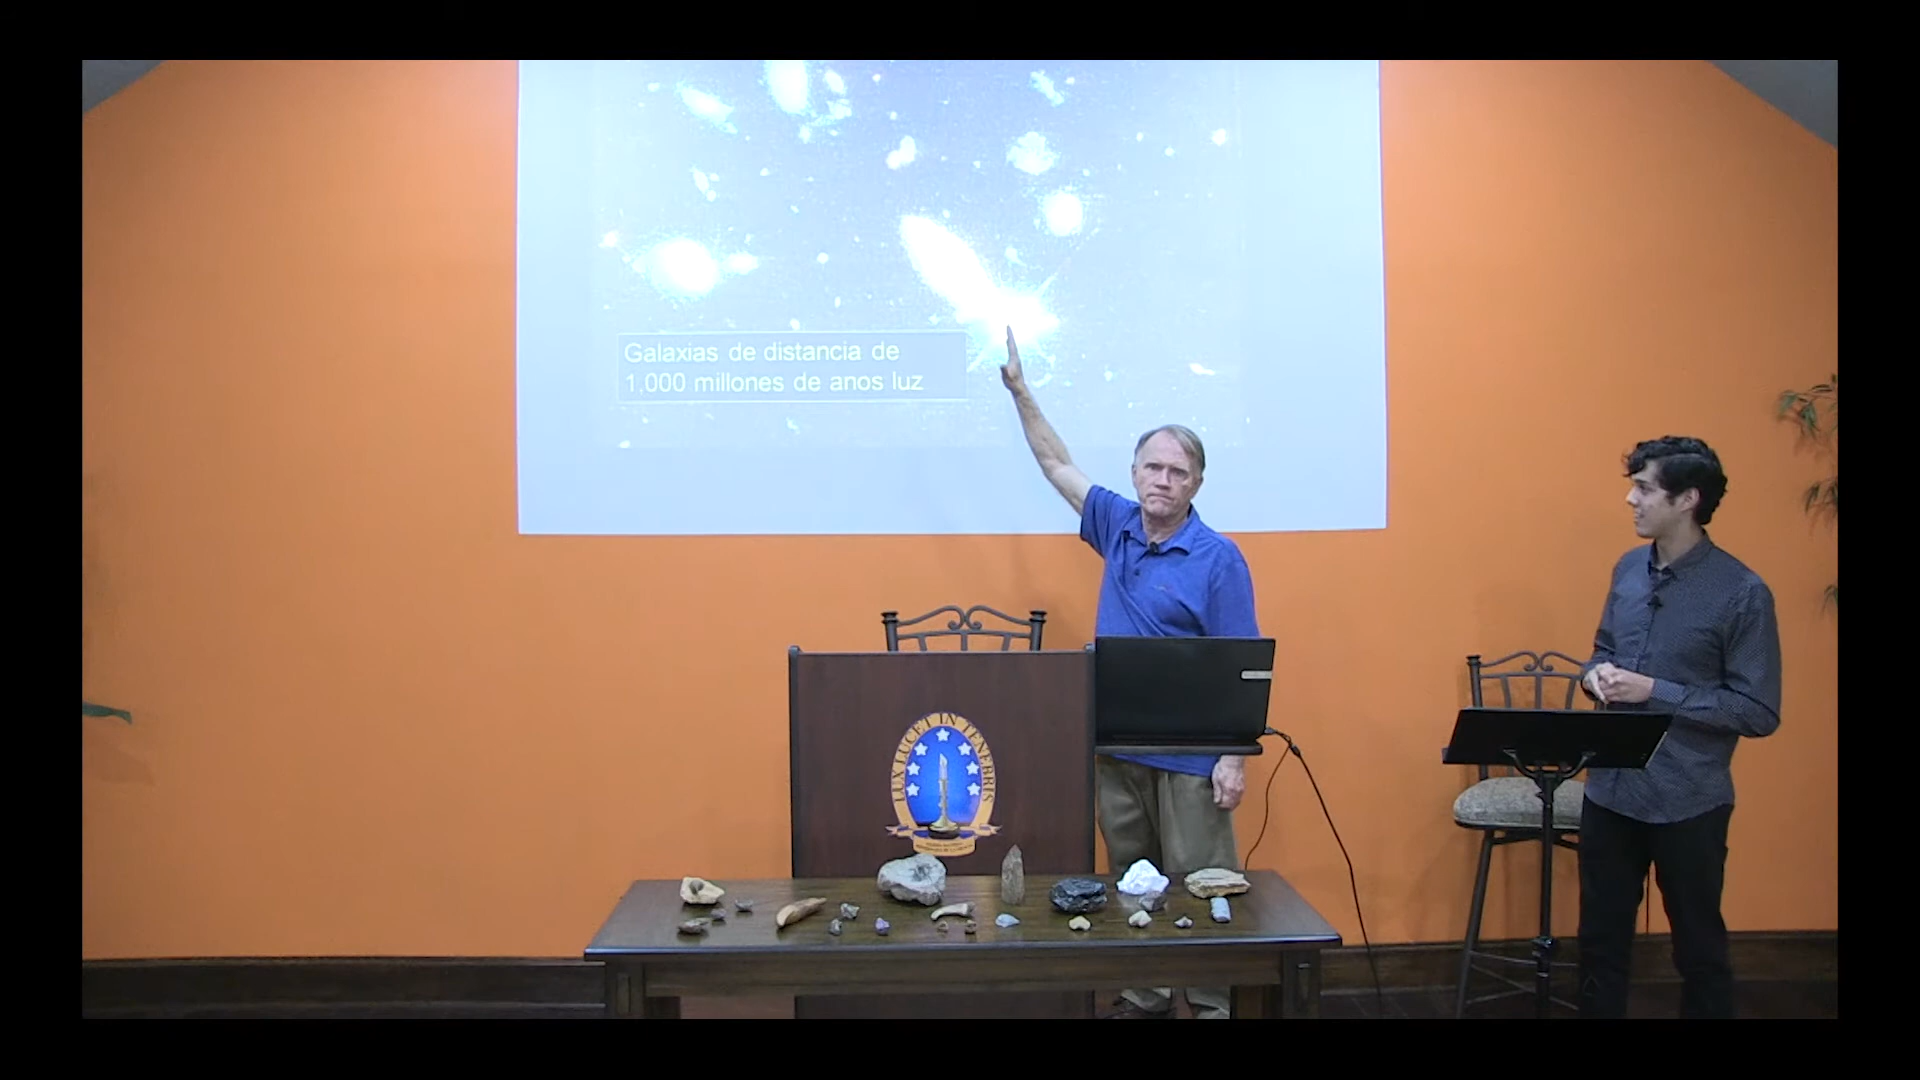 Galaxias de distancia de
1,000 millones de anos luz
LUX LUCET IN TENEBRIS